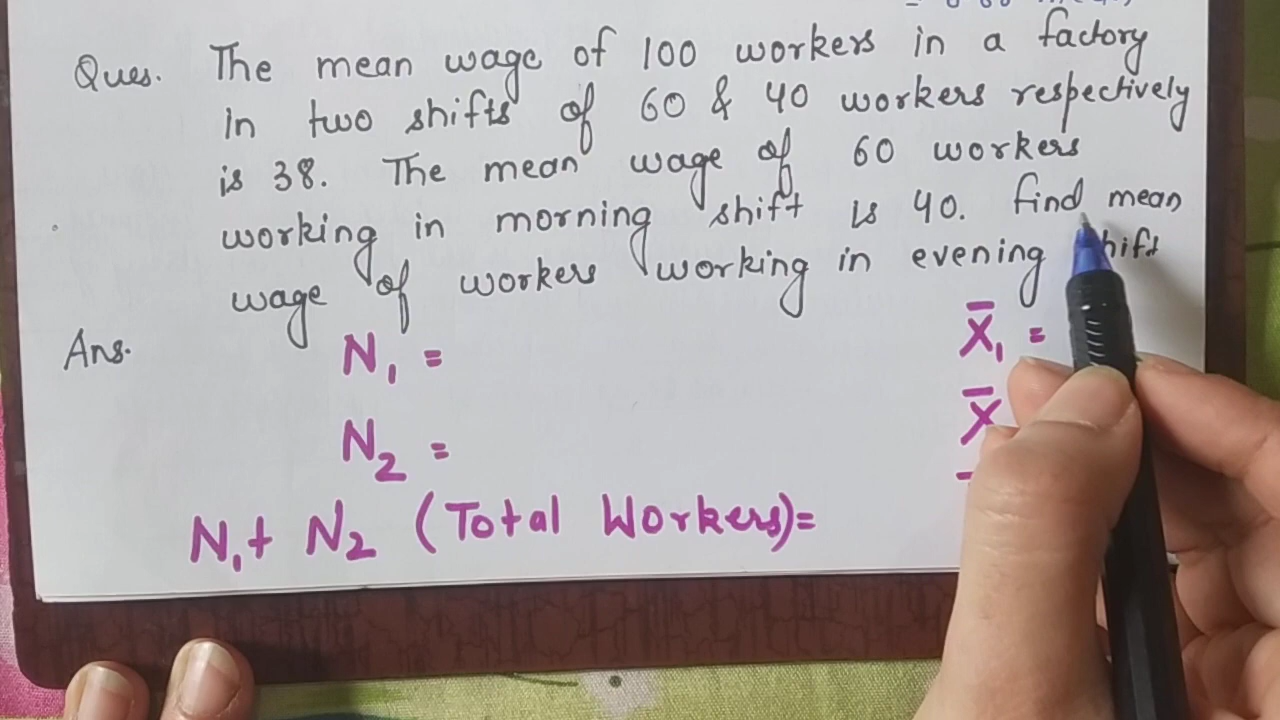 Ques. The mean wage of 100 workers in a factory
in two shifts of 60 & 40 workers respectively
is 38. The mean wage of 60 workers
working in morning shift is 40. find mean
wage of workers working in evening shift
Ans.
N₁ = X̄₁ =
N₂ = X̄
N₁ + N₂ (Total Workers)=